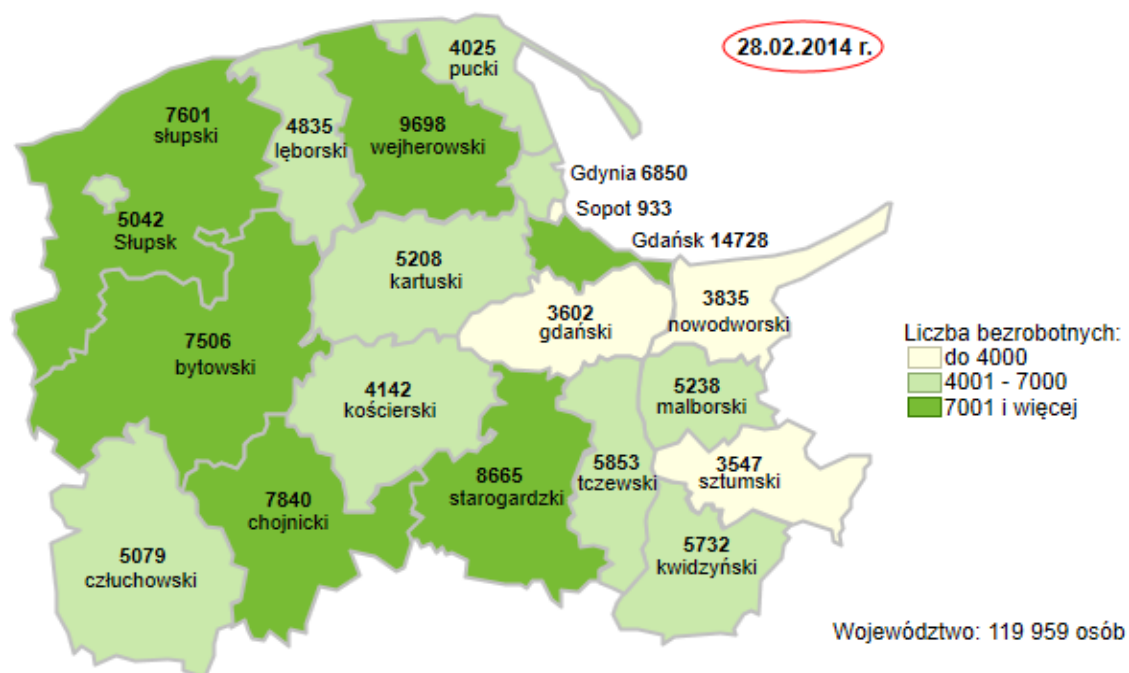 28.02.2014 r.
4025
pucki
7601
słupski
4835
lęborski
9698
wejherowski
Gdynia 6850
Sopot 933
Gdańsk 14728
5042
Słupsk
5208
kartuski
3602
gdański
3835
nowodworski
7506
bytowski
4142
kościerski
5238
malborski
8665
starogardzki
5853
tczewski
3547
sztumski
7840
chojnicki
5079
człuchowski
5732
kwidzyński
Liczba bezrobotnych:
do 4000
4001 - 7000
7001 i więcej
Województwo: 119 959 osób